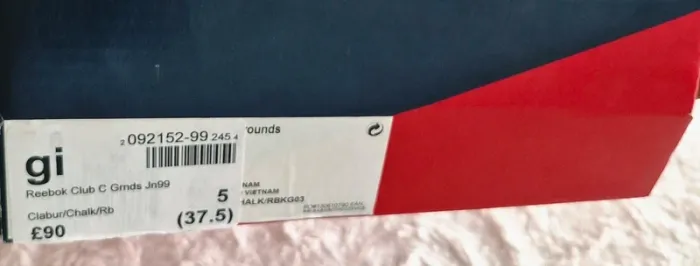 2 092152-99 245 4
gi
Reebok Club C Grnds Jn99
5
Clabur/Chalk/Rb
(37.5)
£90
ounds
NAM
VIETNAM
HALK/RBKG03